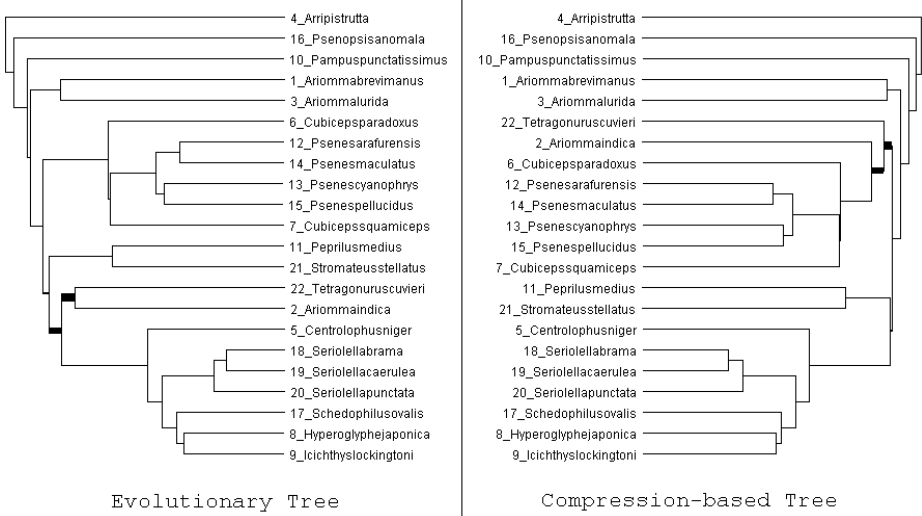 4_Arripistrutta
16_Psenopsisanomala
10_Pampuspunctatissimus
1_Ariommabrevimanus
3_Ariommalurida
6_Cubicepsparadoxus
12_Psenesarafurensis
14_Psenesmaculatus
13_Psenescyanophrys
15_Psenespellucidus
7_Cubicepssquamiceps
11_Peprilusmedius
21_Stromateusstellatus
22_Tetragonuruscuvieri
2_Ariommaindica
5_Centrolophusniger
18_Seriolellabrama
19_Seriolellacaerulea
20_Seriolellapunctata
17_Schedophilusovalis
8_Hyperoglyphejaponica
9_Icichthyslockingtoni
Evolutionary Tree
4_Arripistrutta
16_Psenopsisanomala
10_Pampuspunctatissimus
1_Ariommabrevimanus
3_Ariommalurida
22_Tetragonuruscuvieri
2_Ariommaindica
6_Cubicepsparadoxus
12_Psenesarafurensis
14_Psenesmaculatus
13_Psenescyanophrys
15_Psenespellucidus
7_Cubicepssquamiceps
11_Peprilusmedius
21_Stromateusstellatus
5_Centrolophusniger
18_Seriolellabrama
19_Seriolellacaerulea
20_Seriolellapunctata
17_Schedophilusovalis
8_Hyperoglyphejaponica
9_Icichthyslockingtoni
Compression-based Tree